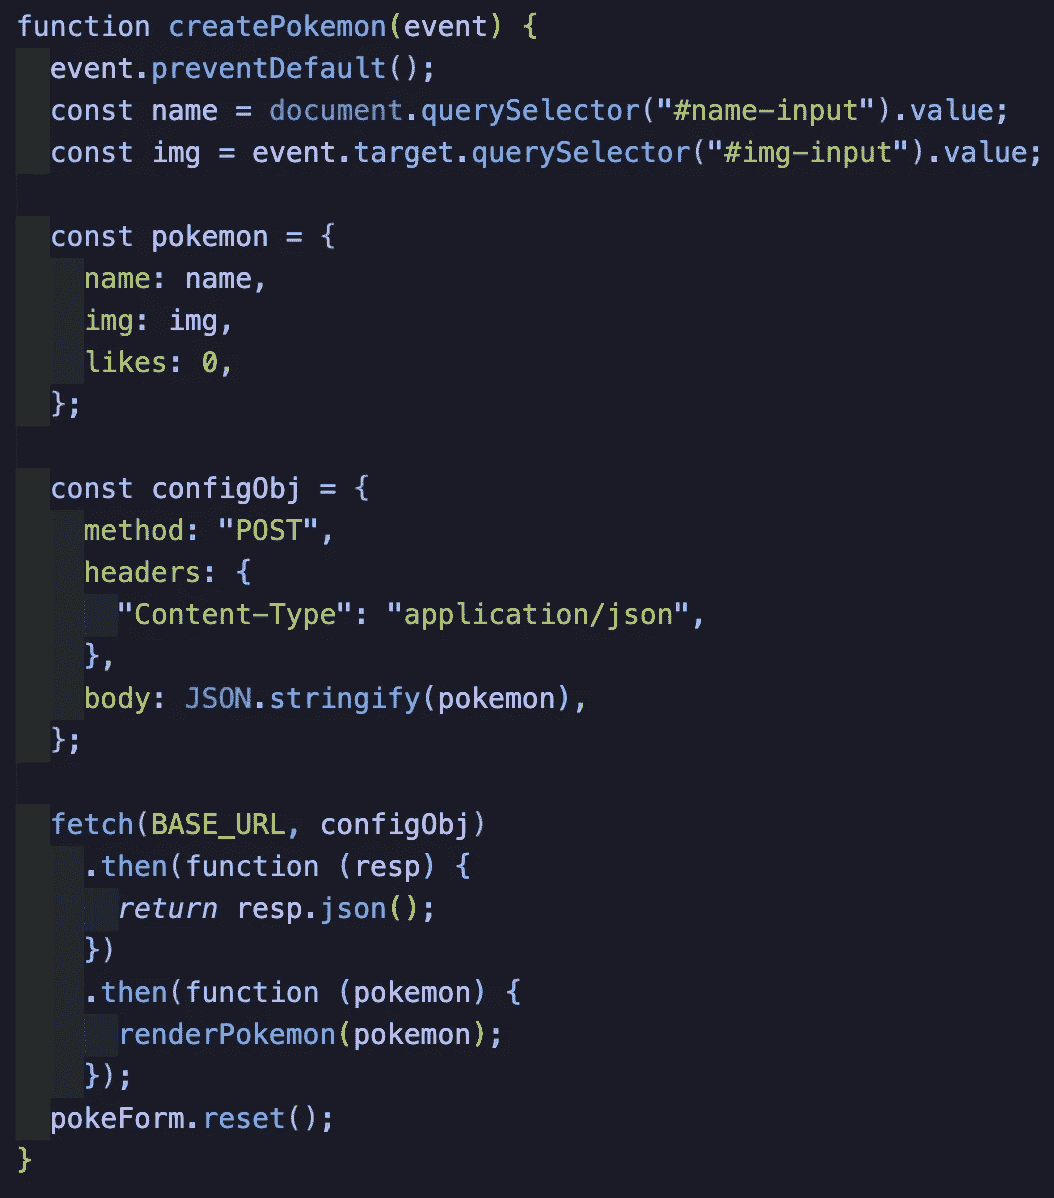 function createPokemon(event) {
  event.preventDefault();
  const name = document.querySelector("#name-input").value;
  const img = event.target.querySelector("#img-input").value;

  const pokemon = {
    name: name,
    img: img,
    likes: 0,
  };

  const configObj = {
    method: "POST",
    headers: {
      "Content-Type": "application/json",
    },
    body: JSON.stringify(pokemon),
  };

  fetch(BASE_URL, configObj)
    .then(function (resp) {
      return resp.json();
    })
    .then(function (pokemon) {
      renderPokemon(pokemon);
    });
  pokeForm.reset();
}